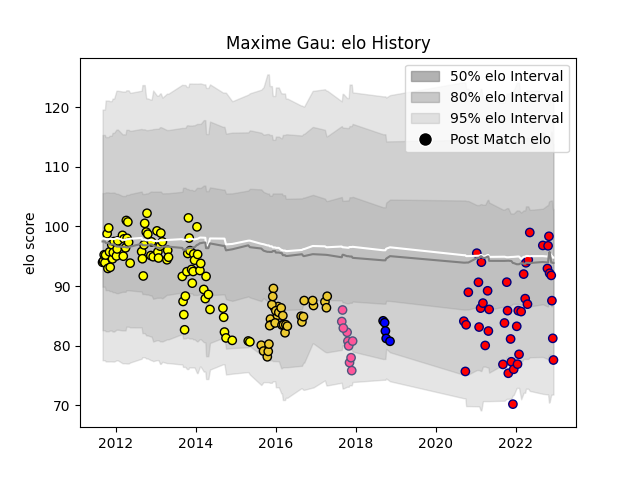 Maxime Gau: elo History
50% elo Interval
80% elo Interval
95% elo Interval
Post Match elo
elo score
120
110
100
90
80
70
2012
2014
2016
2018
2020
2022